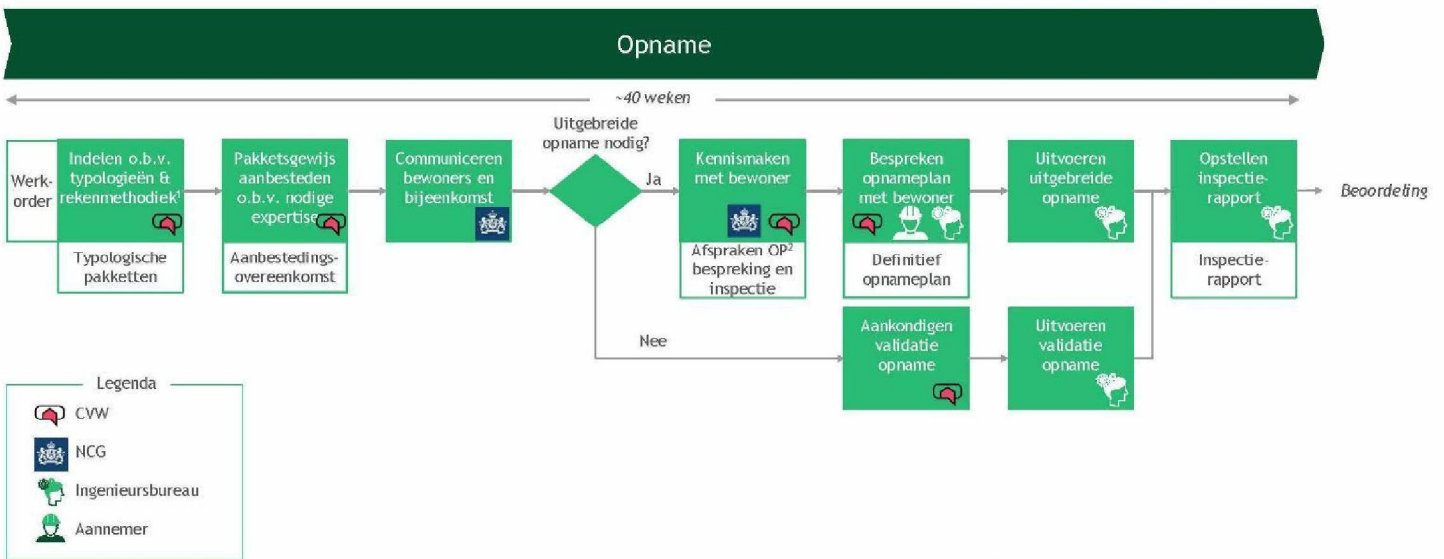 Opname
~40 weken
Werk-
order
Indelen o.b.v.
typologieën &
rekenmethodiek¹
Typologische
pakketten
Pakketsgewijs
aanbesteden
o.b.v. nodige
expertise
Aanbestedings-
overeenkomst
Communiceren
bewoners en
bijeenkomst
Uitgebreide
opname nodig?
Ja
Kennismaken
met bewoner
Afspraken OP²
bespreking en
inspectie
Bespreken
opnameplan
met bewoner
Definitief
opnameplan
Uitvoeren
uitgebreide
opname
Opstellen
inspectie-
rapport
Inspectie-
rapport
Beoordeling
Nee
Aankondigen
validatie
opname
Uitvoeren
validatie
opname
Legenda
CVW
NCG
Ingenieursbureau
Aannemer